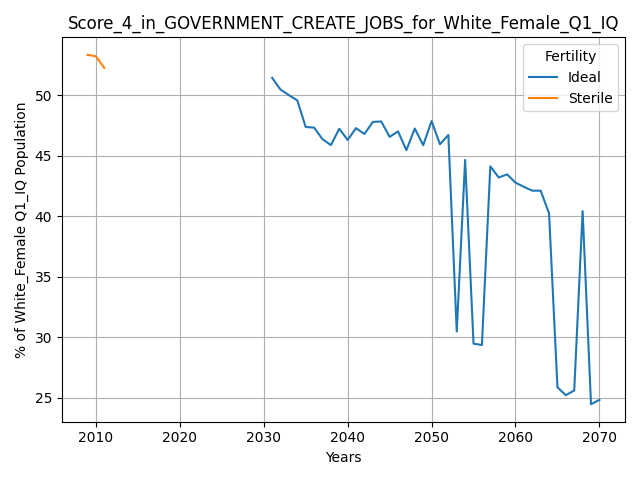 Score_4_in_GOVERNMENT_CREATE_JOBS_for_White_Female_Q1_IQ
Fertility
Ideal
Sterile
% of White_Female Q1_IQ Population
50
45
40
35
30
25
2010
2020
2030
2040
2050
2060
2070
Years